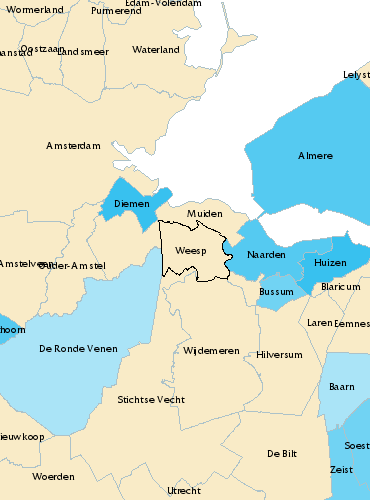 Edam-Volendam
Wormerland
Purmerend
anstad
Oostzaan
Landsmeer
Waterland
Lelyst
Amsterdam
Almere
Diemen
Muiden
Weesp
Naarden
Amstelveen
Ouder-Amstel
Huizen
Bussum
Blaricum
Laren
Eemnes
hoorn
De Ronde Venen
Wijdemeren
Hilversum
Baarn
Stichtse Vecht
ieuwkoop
Soest
De Bilt
Zeist
Woerden
Utrecht